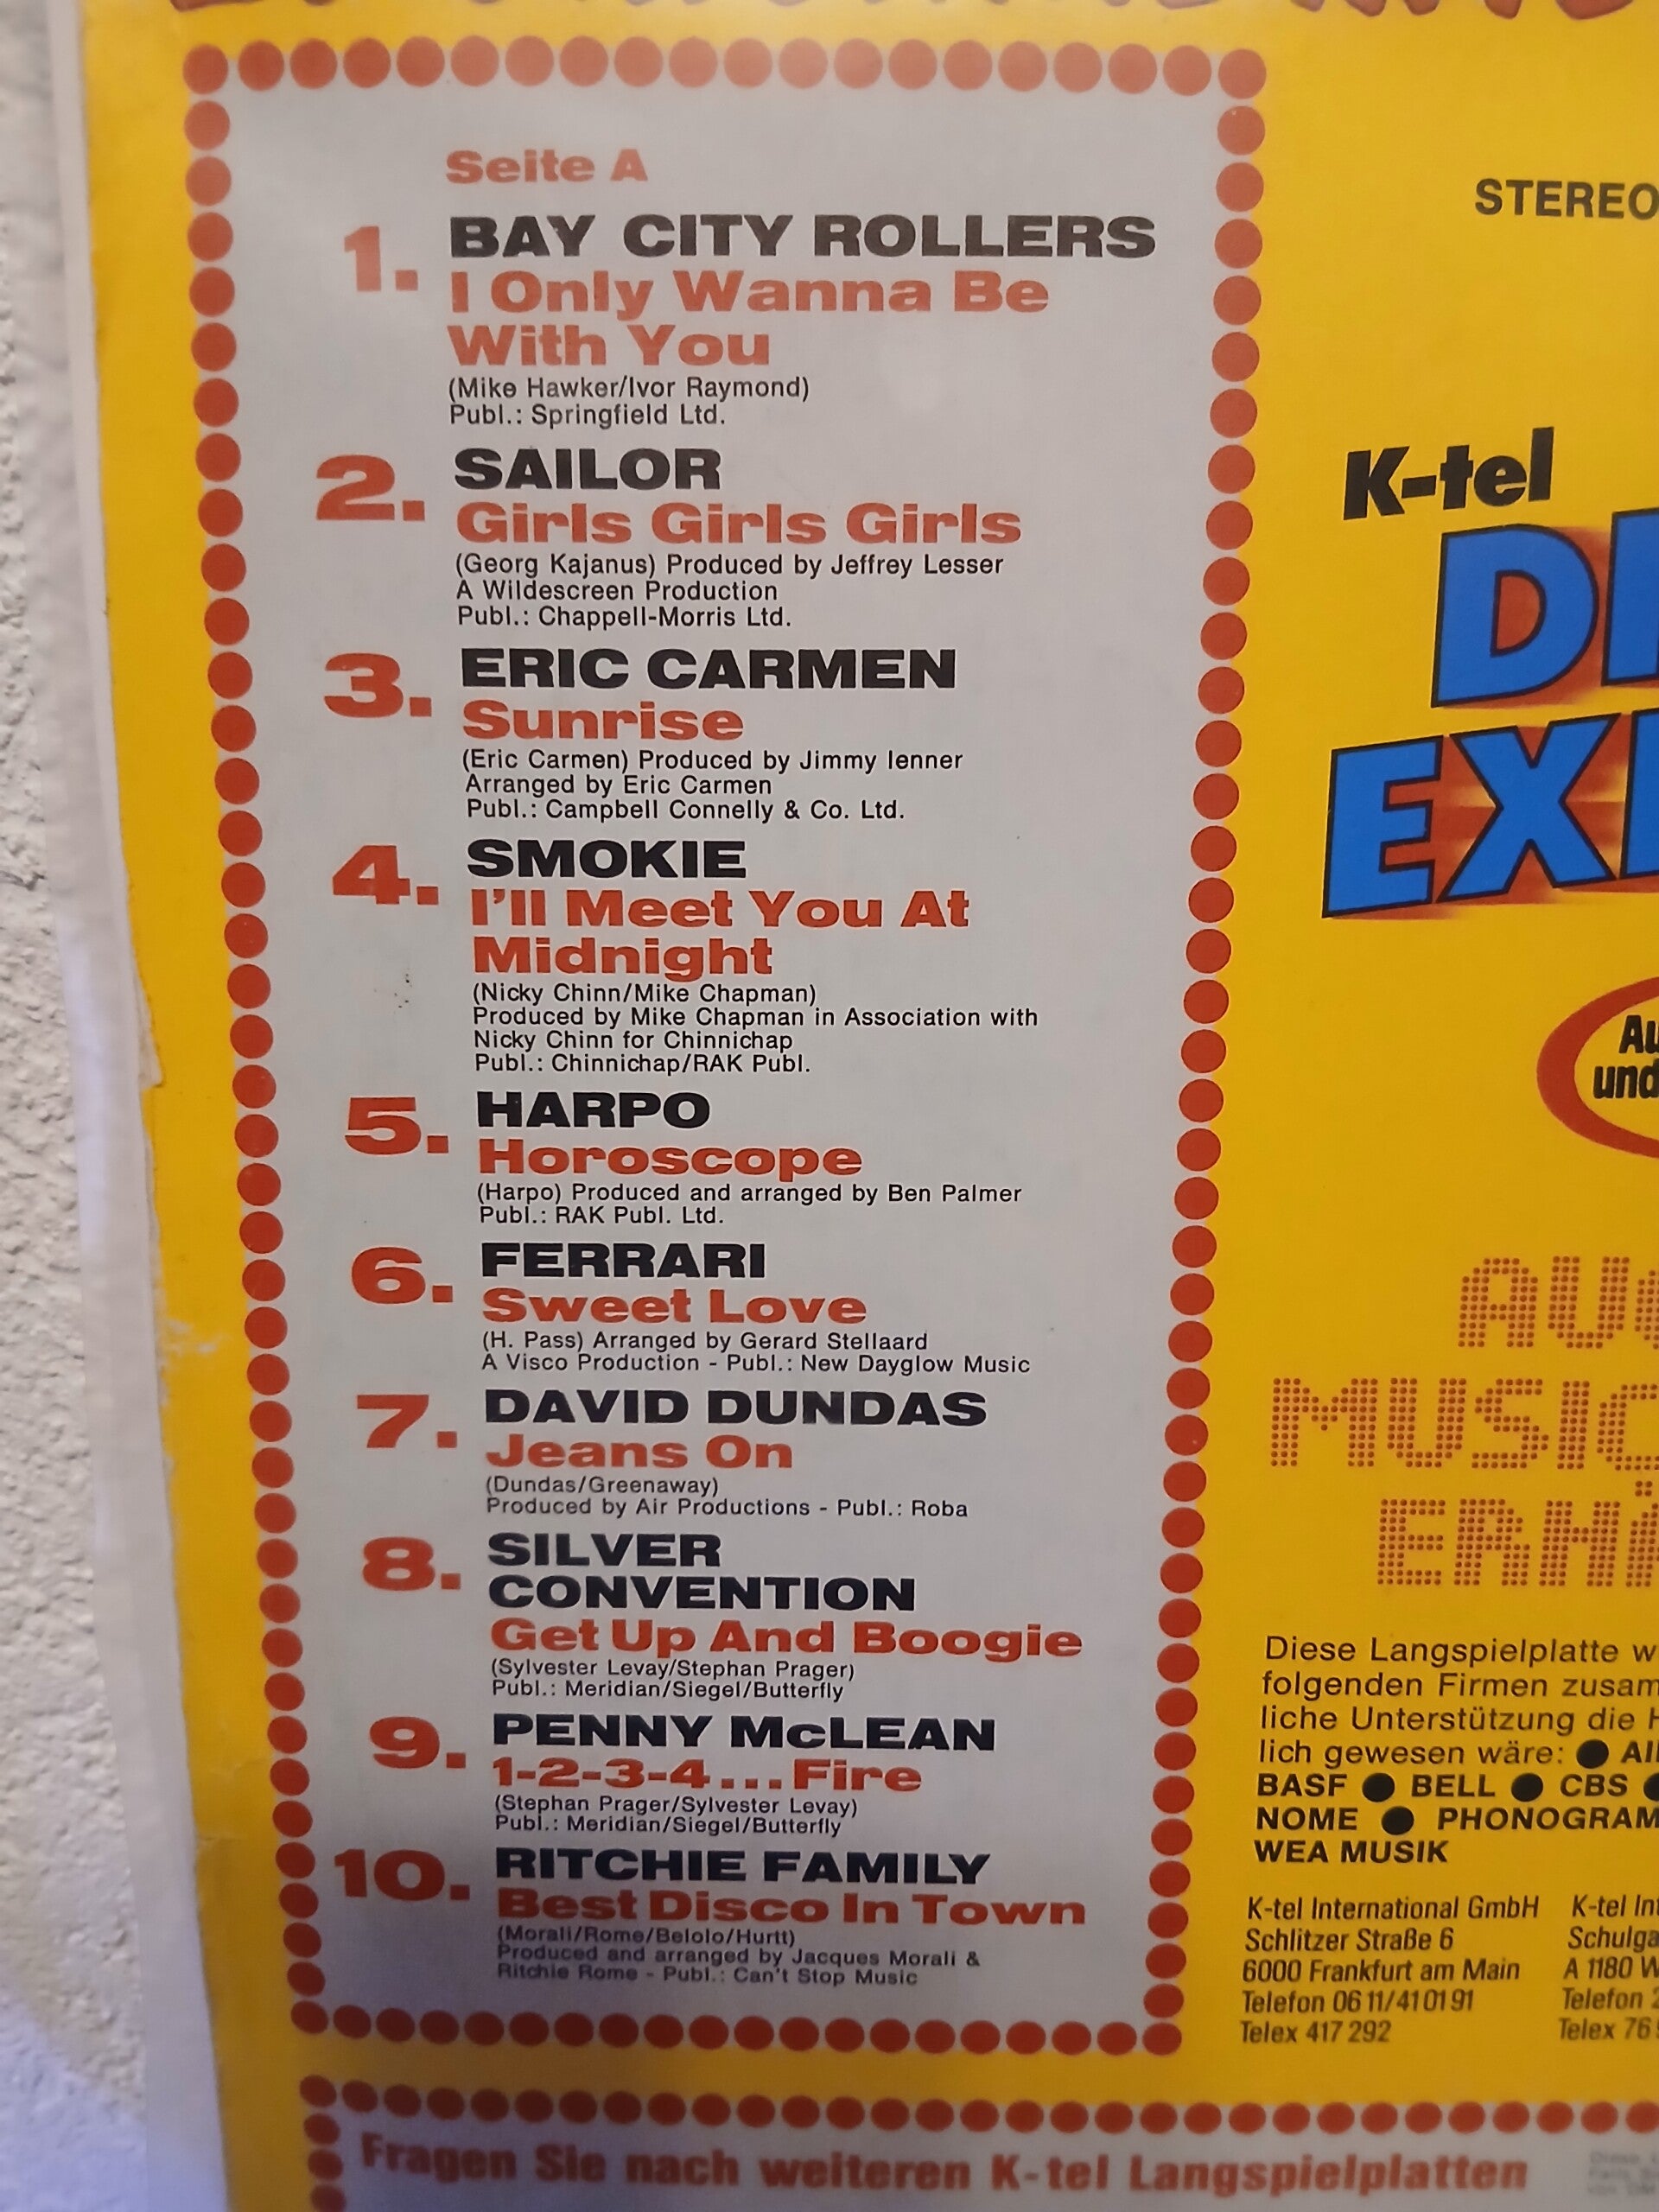 Seite A
1. BAY CITY ROLLERS
I Only Wanna Be
With You
(Mike Hawker/Ivor Raymond)
Publ.: Springfield Ltd.
2. SAILOR
Girls Girls Girls
(Georg Kajanus) Produced by Jeffrey Lesser
A Wildescreen Production
Publ.: Chappell-Morris Ltd.
3. ERIC CARMEN
Sunrise
(Eric Carmen) Produced by Jimmy Ienner
Arranged by Eric Carmen
Publ.: Campbell Connelly & Co. Ltd.
4. SMOKIE
I'll Meet You At
Midnight
(Nicky Chinn/Mike Chapman)
Produced by Mike Chapman in Association with
Nicky Chinn for Chinnichap
Publ.: Chinnichap/RAK Publ.
5. HARPO
Horoscope
(Harpo) Produced and arranged by Ben Palmer
Publ.: RAK Publ. Ltd.
6. FERRARI
Sweet Love
(H. Pass) Arranged by Gerard Stellaard
A Visco Production - Publ.: New Dayglow Music
7. DAVID DUNDAS
Jeans On
(Dundas/Greenaway)
Produced by Air Productions - Publ.: Roba
8. SILVER
CONVENTION
Get Up And Boogie
(Sylvester Levay/Stephan Prager)
Publ.: Meridian/Siegel/Butterfly
9. PENNY McLEAN
1-2-3-4...Fire
(Stephan Prager/Sylvester Levay)
Publ.: Meridian/Siegel/Butterfly
10. RITCHIE FAMILY
Best Disco In Town
(Morali/Rome/Belolo/Hurtt)
Produced and arranged by Jacques Morali &
Ritchie Rome - Publ.: Can't Stop Music
STEREO
K-tel
und
Diese Langspielplatte
folgenden Firmen
liche Unterstützung die
lich gewesen wäre: ●
BASF ● BELL ● CBS ●
NOME ● PHONOGRAM
WEA MUSIK
K-tel International GmbH
Schlitzer Straße 6
6000 Frankfurt am Main
Telefon 06 11/41 01 91
Telex 417 292
K-tel
A 1180
Telefon
Telex 76
Fragen Sie nach weiteren K-tel Langspielplatten